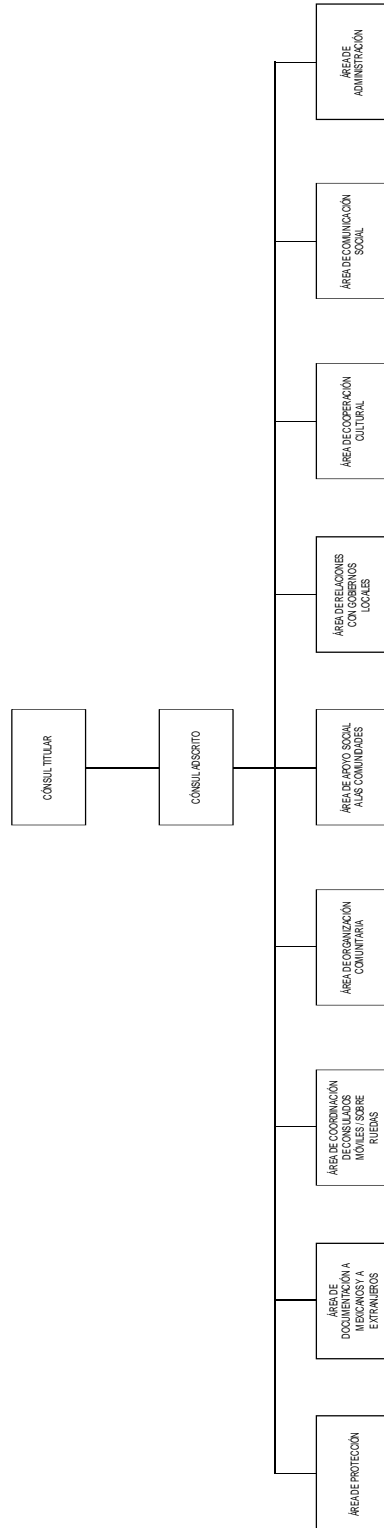 CÓNSUL TITULAR
CÓNSUL ADSCRITO
ÁREA DE PROTECCIÓN
ÁREA DE
DOCUMENTACIÓN A
MEXICANOS Y A
EXTRANJEROS
ÁREA DE COORDINACIÓN
DE CONSULADOS
MÓVILES / SOBRE
RUEDAS
ÁREA DE ORGANIZACIÓN
COMUNITARIA
ÁREA DE APOYO SOCIAL
A LAS COMUNIDADES
ÁREA DE RELACIONES
CON GOBIERNOS
LOCALES
ÁREA DE COOPERACIÓN
CULTURAL
ÁREA DE COMUNICACIÓN
SOCIAL
ÁREA DE
ADMINISTRACIÓN